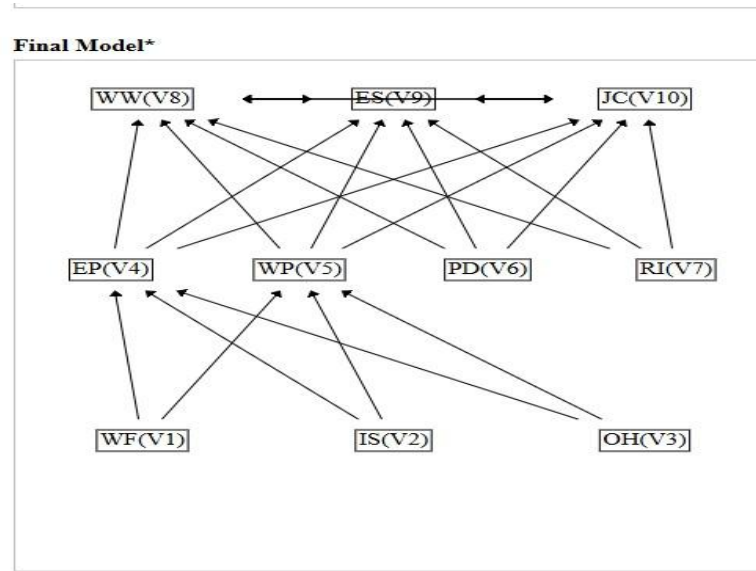 Final Model*
WW(V8) ES(V9) JC(V10)
EP(V4) WP(V5) PD(V6) RI(V7)
WF(V1) IS(V2) OH(V3)